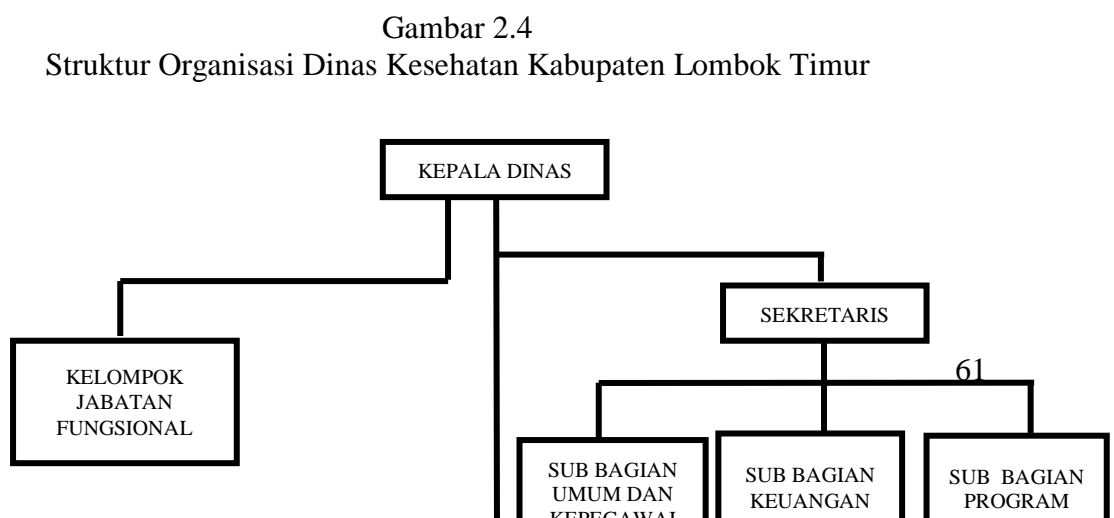 Gambar 2.4
Struktur Organisasi Dinas Kesehatan Kabupaten Lombok Timur
KEPALA DINAS
SEKRETARIS
61
KELOMPOK
JABATAN
FUNGSIONAL
SUB BAGIAN
UMUM DAN
KEPEGAWAI
SUB BAGIAN
KEUANGAN
SUB BAGIAN
PROGRAM